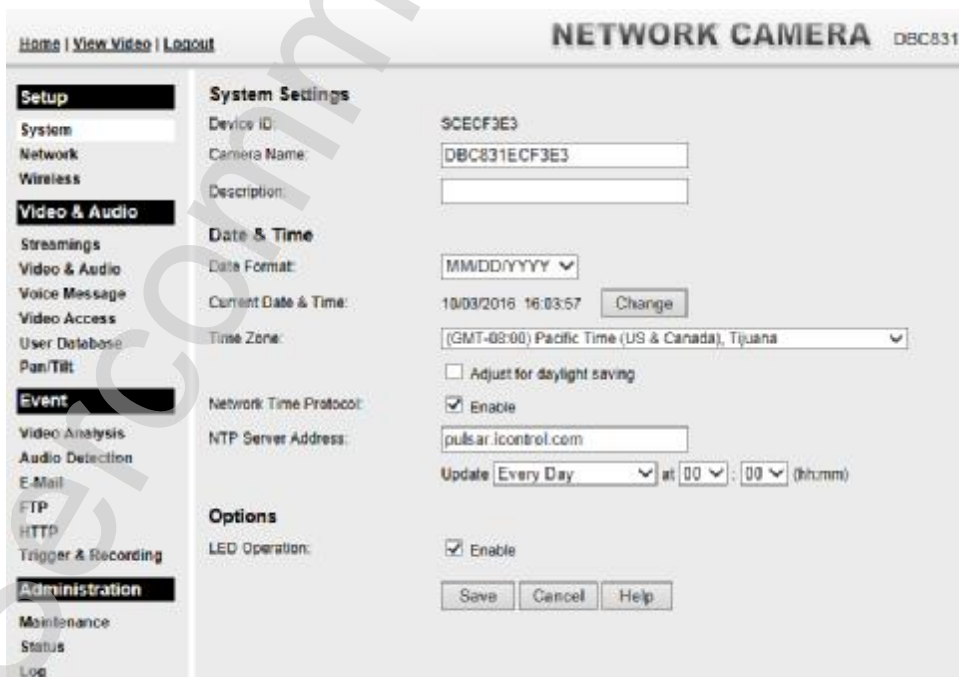 Home | View Video | Logout
NETWORK CAMERA DBC831
Setup
System
Network
Wireless
Video & Audio
Streamings
Video & Audio
Voice Message
Video Access
User Database
Pan/Tilt
Event
Video Analysis
Audio Detection
E-Mail
FTP
HTTP
Trigger & Recording
Administration
Maintenance
Status
Log
System Settings
Device ID: SCECF3E3
Camera Name: DBC831ECF3E3
Description:
Date & Time
Date Format: MM/DD/YYYY
Current Date & Time: 10/03/2016 16:03:57 Change
Time Zone: (GMT-08:00) Pacific Time (US & Canada), Tijuana
Adjust for daylight saving
Network Time Protocol: Enable
NTP Server Address: pulsar.icontrol.com
Update Every Day at 00 : 00 (hh:mm)
Options
LED Operation: Enable
Save Cancel Help